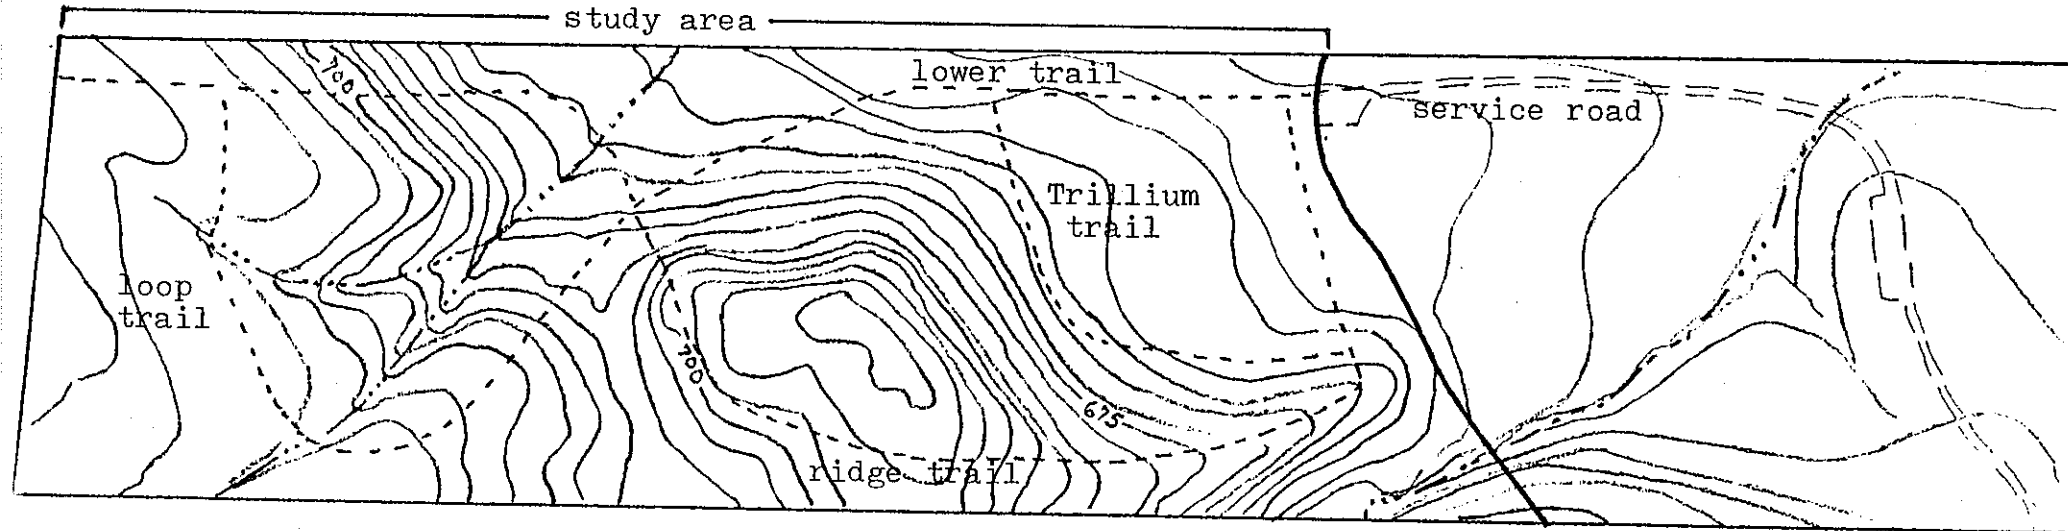 study area
700
lower trail
service road
Trillium
trail
loop
trail
700
675
ridge trail